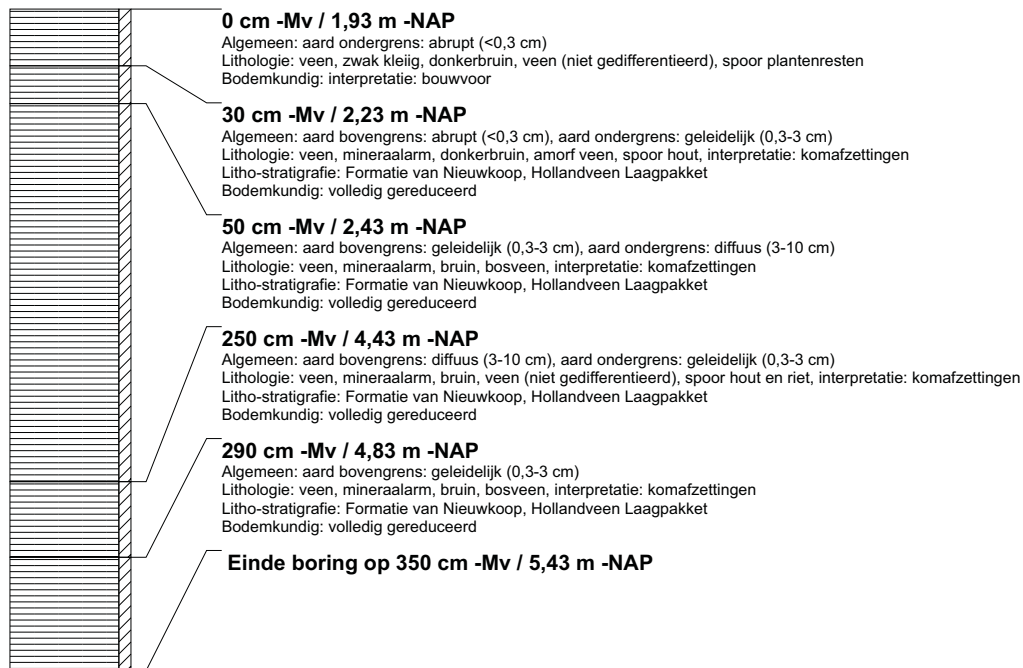 0 cm -Mv / 1,93 m -NAP
Algemeen: aard ondergrens: abrupt (<0,3 cm)
Lithologie: veen, zwak kleiig, donkerbruin, veen (niet gedifferentieerd), spoor plantenresten
Bodemkundig: interpretatie: bouwvoor
30 cm -Mv / 2,23 m -NAP
Algemeen: aard bovengrens: abrupt (<0,3 cm), aard ondergrens: geleidelijk (0,3-3 cm)
Lithologie: veen, mineraalarm, donkerbruin, amorf veen, spoor hout, interpretatie: komafzettingen
Litho-stratigrafie: Formatie van Nieuwkoop, Hollandveen Laagpakket
Bodemkundig: volledig gereduceerd
50 cm -Mv / 2,43 m -NAP
Algemeen: aard bovengrens: geleidelijk (0,3-3 cm), aard ondergrens: diffuus (3-10 cm)
Lithologie: veen, mineraalarm, bruin, bosveen, interpretatie: komafzettingen
Litho-stratigrafie: Formatie van Nieuwkoop, Hollandveen Laagpakket
Bodemkundig: volledig gereduceerd
250 cm -Mv / 4,43 m -NAP
Algemeen: aard bovengrens: diffuus (3-10 cm), aard ondergrens: geleidelijk (0,3-3 cm)
Lithologie: veen, mineraalarm, bruin, veen (niet gedifferentieerd), spoor hout en riet, interpretatie: komafzettingen
Litho-stratigrafie: Formatie van Nieuwkoop, Hollandveen Laagpakket
Bodemkundig: volledig gereduceerd
290 cm -Mv / 4,83 m -NAP
Algemeen: aard bovengrens: geleidelijk (0,3-3 cm)
Lithologie: veen, mineraalarm, bruin, bosveen, interpretatie: komafzettingen
Litho-stratigrafie: Formatie van Nieuwkoop, Hollandveen Laagpakket
Bodemkundig: volledig gereduceerd
Einde boring op 350 cm -Mv / 5,43 m -NAP